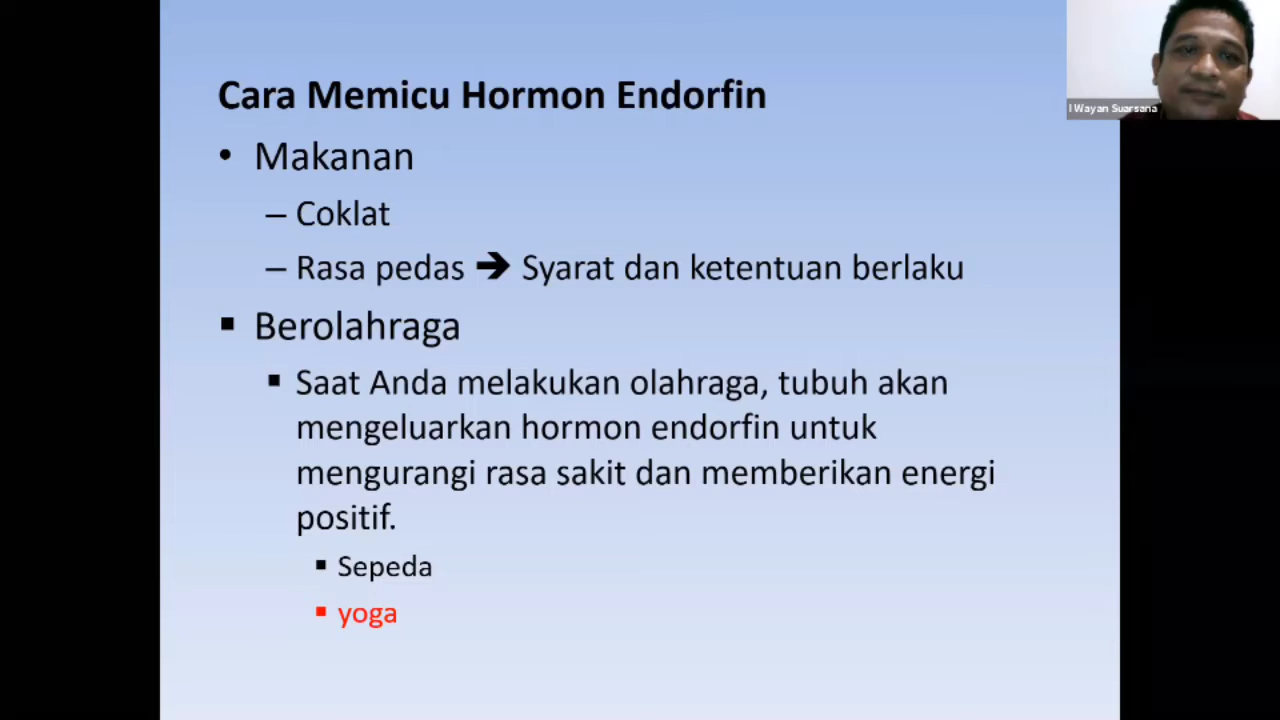 Cara Memicu Hormon Endorfin
• Makanan
– Coklat
– Rasa pedas ➔ Syarat dan ketentuan berlaku
▪ Berolahraga
▪ Saat Anda melakukan olahraga, tubuh akan
mengeluarkan hormon endorfin untuk
mengurangi rasa sakit dan memberikan energi
positif.
▪ Sepeda
▪ yoga
I Wayan Suarsana